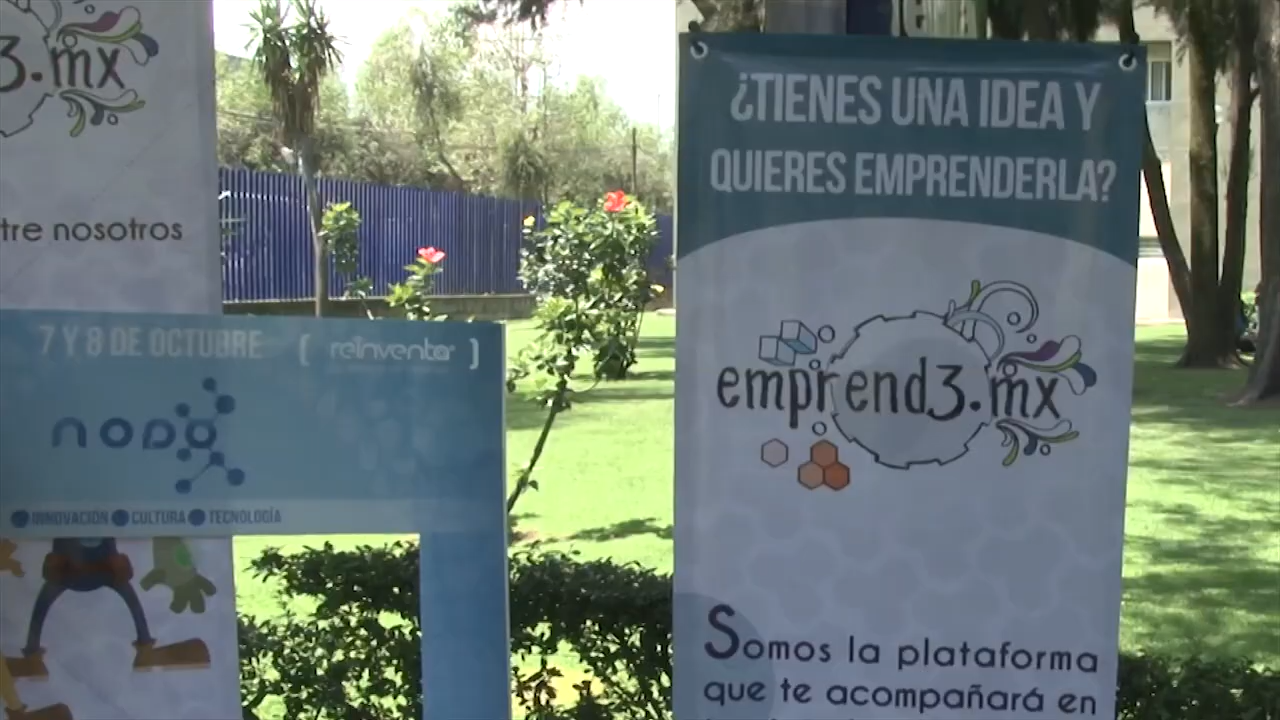 3.mx
tre nosotros
7 Y 8 DE OCTUBRE
( reinventa )
nodo
INNOVACIÓN CULTURA TECNOLOGÍA
¿TIENES UNA IDEA Y
QUIERES EMPRENDERLA?
emprend3.mx
Somos la plataforma
que te acompañará en